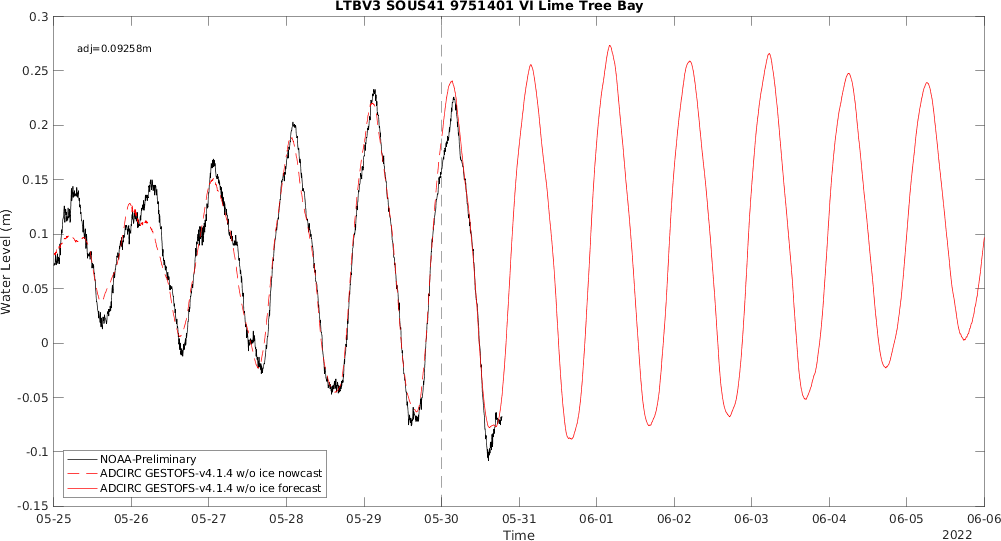 LTBV3 SOUS41 9751401 VI Lime Tree Bay
adj=0.09258m
0.3
0.25
0.2
0.15
0.1
0.05
0
-0.05
-0.1
-0.15
Water Level (m)
NOAA-Preliminary
ADCIRC GESTOFS-v4.1.4 w/o ice nowcast
ADCIRC GESTOFS-v4.1.4 w/o ice forecast
05-25 05-26 05-27 05-28 05-29 05-30 05-31 06-01 06-02 06-03 06-04 06-05 06-06
Time
2022